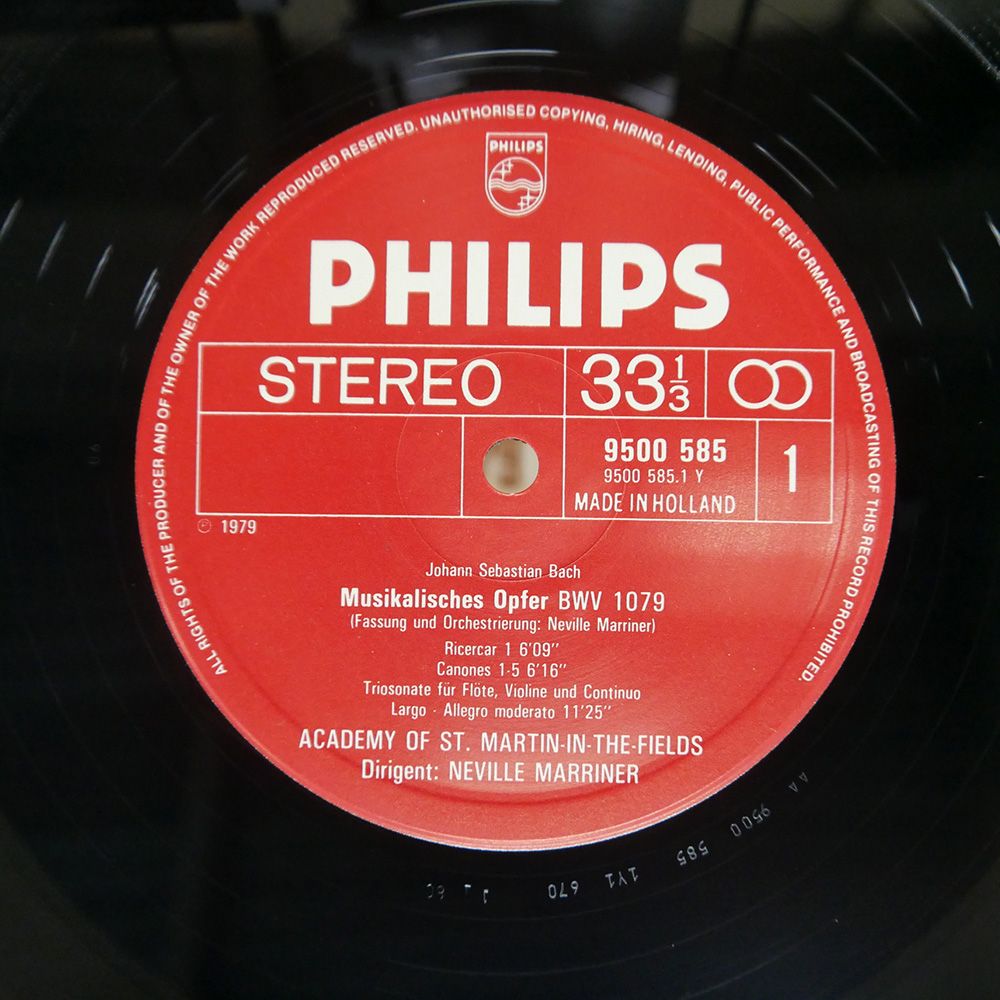 ALL RIGHTS OF THE PRODUCER AND OF THE OWNER OF THE WORK REPRODUCED RESERVED. UNAUTHORISED COPYING, HIRING, LENDING, PUBLIC PERFORMANCE AND BROADCASTING OF THIS RECORD PROHIBITED.
PHILIPS
PHILIPS
STEREO 33 1/3
9500 585
9500 585.1 Y
MADE IN HOLLAND
1
℗ 1979
Johann Sebastian Bach
Musikalisches Opfer BWV 1079
(Fassung und Orchestrierung: Neville Marriner)
Ricercar 1 6'09"
Canones 1-5 6'16"
Triosonate für Flöte, Violine und Continuo
Largo · Allegro moderato 11'25"
ACADEMY OF ST. MARTIN-IN-THE-FIELDS
Dirigent: NEVILLE MARRINER
AA 9500 585 1Y1 670